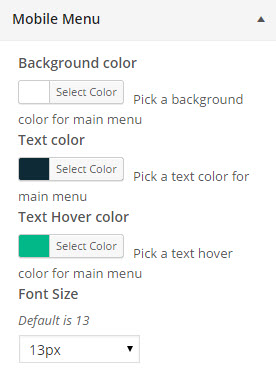 Mobile Menu
Background color
Select Color Pick a background
color for main menu
Text color
Select Color Pick a text color for
main menu
Text Hover color
Select Color Pick a text hover
color for main menu
Font Size
Default is 13
13px